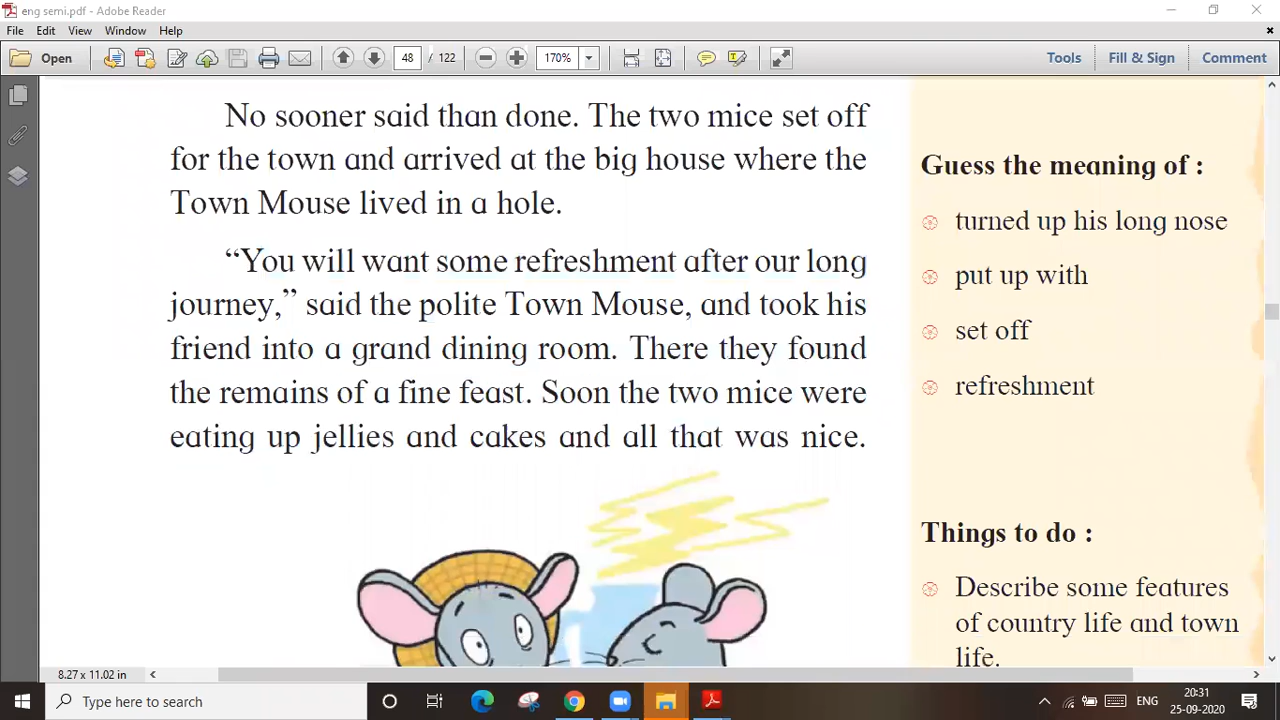 eng semi.pdf - Adobe Reader
File Edit View Window Help
Open 48 / 122 170% Tools Fill & Sign Comment
No sooner said than done. The two mice set off
for the town and arrived at the big house where the
Town Mouse lived in a hole.
“You will want some refreshment after our long
journey,” said the polite Town Mouse, and took his
friend into a grand dining room. There they found
the remains of a fine feast. Soon the two mice were
eating up jellies and cakes and all that was nice.
Guess the meaning of :
turned up his long nose
put up with
set off
refreshment
Things to do :
Describe some features
of country life and town
life.
8.27 x 11.02 in
Type here to search
ENG
20:31
25-09-2020